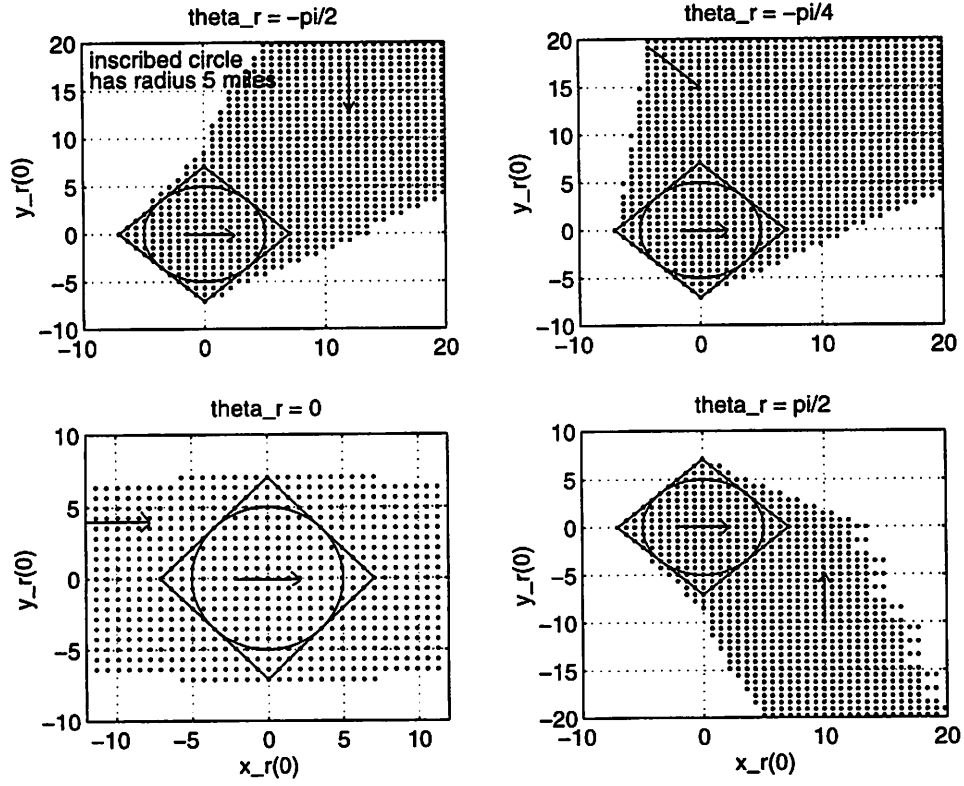 theta_r = −pi/2
inscribed circle
has radius 5 miles
y_r(0)
20
15
10
5
0
−5
−10
−10 0 10 20
theta_r = −pi/4
y_r(0)
20
15
10
5
0
−5
−10
−10 0 10 20
theta_r = 0
y_r(0)
10
5
0
−5
−10
−10 −5 0 5 10
x_r(0)
theta_r = pi/2
y_r(0)
10
5
0
−5
−10
−15
−20
−10 0 10 20
x_r(0)